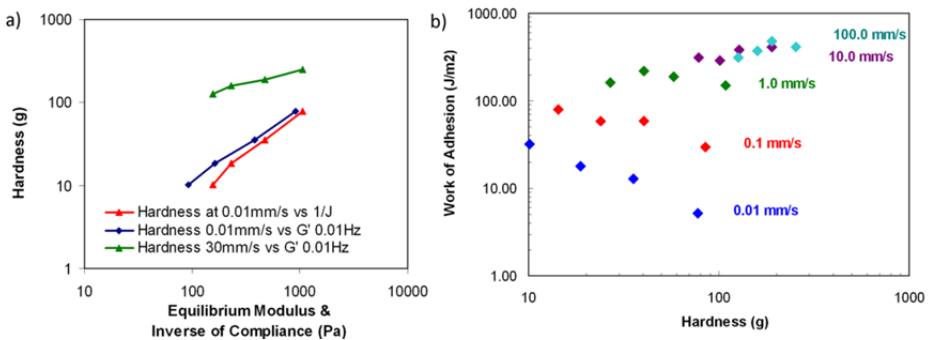 a)
1000
100
10
1
Hardness (g)
Hardness at 0.01mm/s vs 1/J
Hardness 0.01mm/s vs G' 0.01Hz
Hardness 30mm/s vs G' 0.01Hz
10
100
1000
10000
Equilibrium Modulus &
Inverse of Compliance (Pa)
b)
1000.00
100.00
10.00
1.00
Work of Adhesion (J/m2)
100.0 mm/s
10.0 mm/s
1.0 mm/s
0.1 mm/s
0.01 mm/s
10
100
1000
Hardness (g)